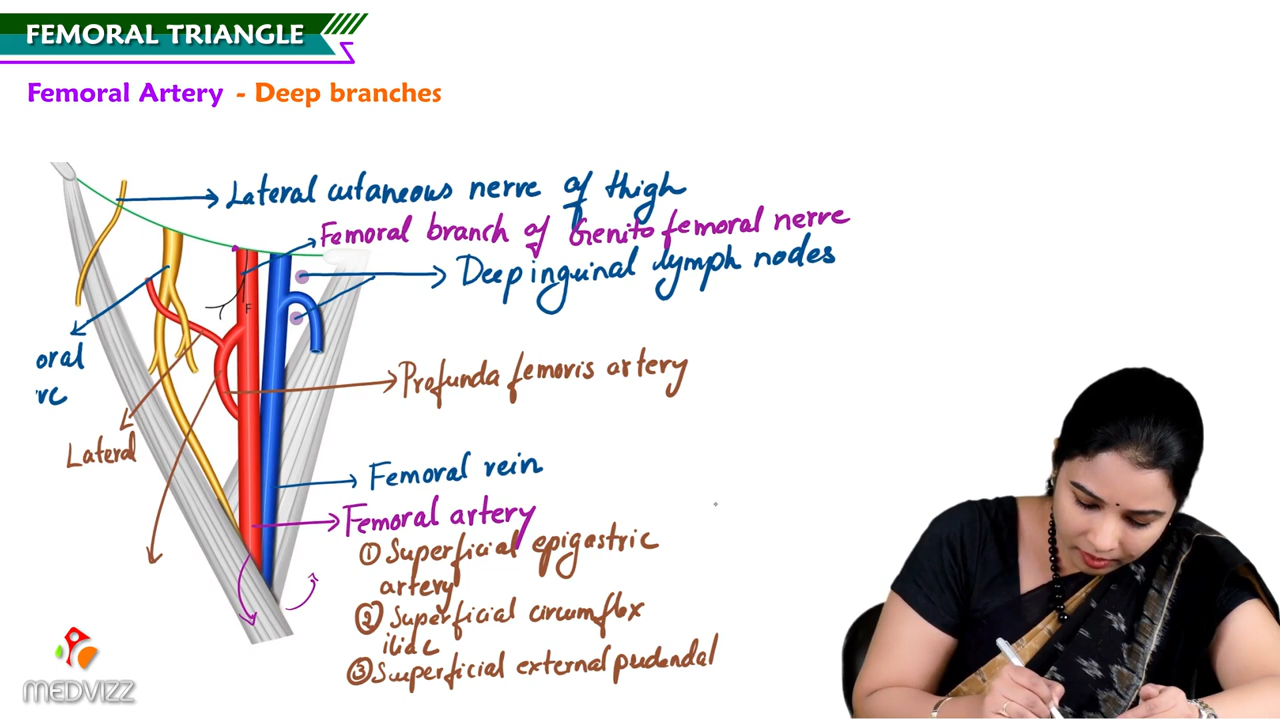 FEMORAL TRIANGLE
Femoral Artery - Deep branches
Lateral cutaneous nerve of thigh
Femoral branch of Genito femoral nerve
Deep inguinal lymph nodes
F
oral
Profunda femoris artery
Lateral
Femoral vein
Femoral artery
① Superficial epigastric
artery
② Superficial circumflex
iliac
③ Superficial external pudendal
MEDVIZZ